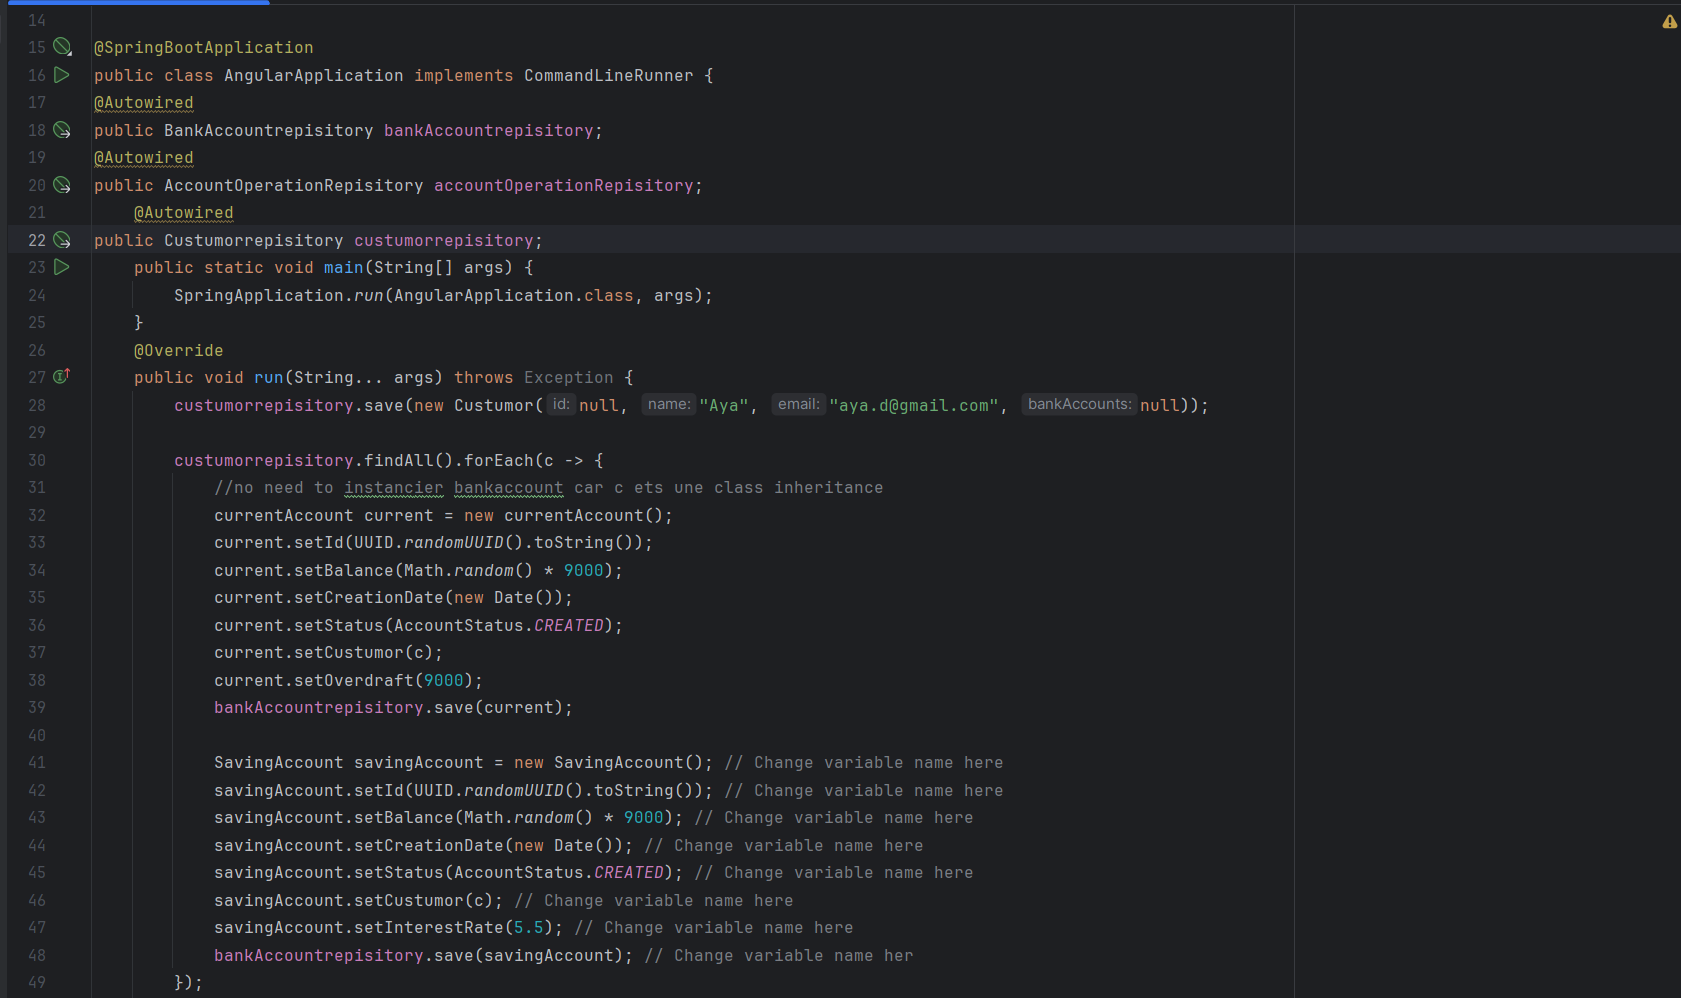 14
15 @SpringBootApplication
16 public class AngularApplication implements CommandLineRunner {
17 @Autowired
18 public BankAccountrepisitory bankAccountrepisitory;
19 @Autowired
20 public AccountOperationRepisitory accountOperationRepisitory;
21 @Autowired
22 public Custumorrepisitory custumorrepisitory;
23 public static void main(String[] args) {
24 SpringApplication.run(AngularApplication.class, args);
25 }
26 @Override
27 public void run(String... args) throws Exception {
28 custumorrepisitory.save(new Custumor( id: null, name: "Aya", email: "aya.d@gmail.com", bankAccounts: null));
29
30 custumorrepisitory.findAll().forEach(c -> {
31 //no need to instancier bankaccount car c ets une class inheritance
32 currentAccount current = new currentAccount();
33 current.setId(UUID.randomUUID().toString());
34 current.setBalance(Math.random() * 9000);
35 current.setCreationDate(new Date());
36 current.setStatus(AccountStatus.CREATED);
37 current.setCustumor(c);
38 current.setOverdraft(9000);
39 bankAccountrepisitory.save(current);
40
41 SavingAccount savingAccount = new SavingAccount(); // Change variable name here
42 savingAccount.setId(UUID.randomUUID().toString()); // Change variable name here
43 savingAccount.setBalance(Math.random() * 9000); // Change variable name here
44 savingAccount.setCreationDate(new Date()); // Change variable name here
45 savingAccount.setStatus(AccountStatus.CREATED); // Change variable name here
46 savingAccount.setCustumor(c); // Change variable name here
47 savingAccount.setInterestRate(5.5); // Change variable name here
48 bankAccountrepisitory.save(savingAccount); // Change variable name her
49 });